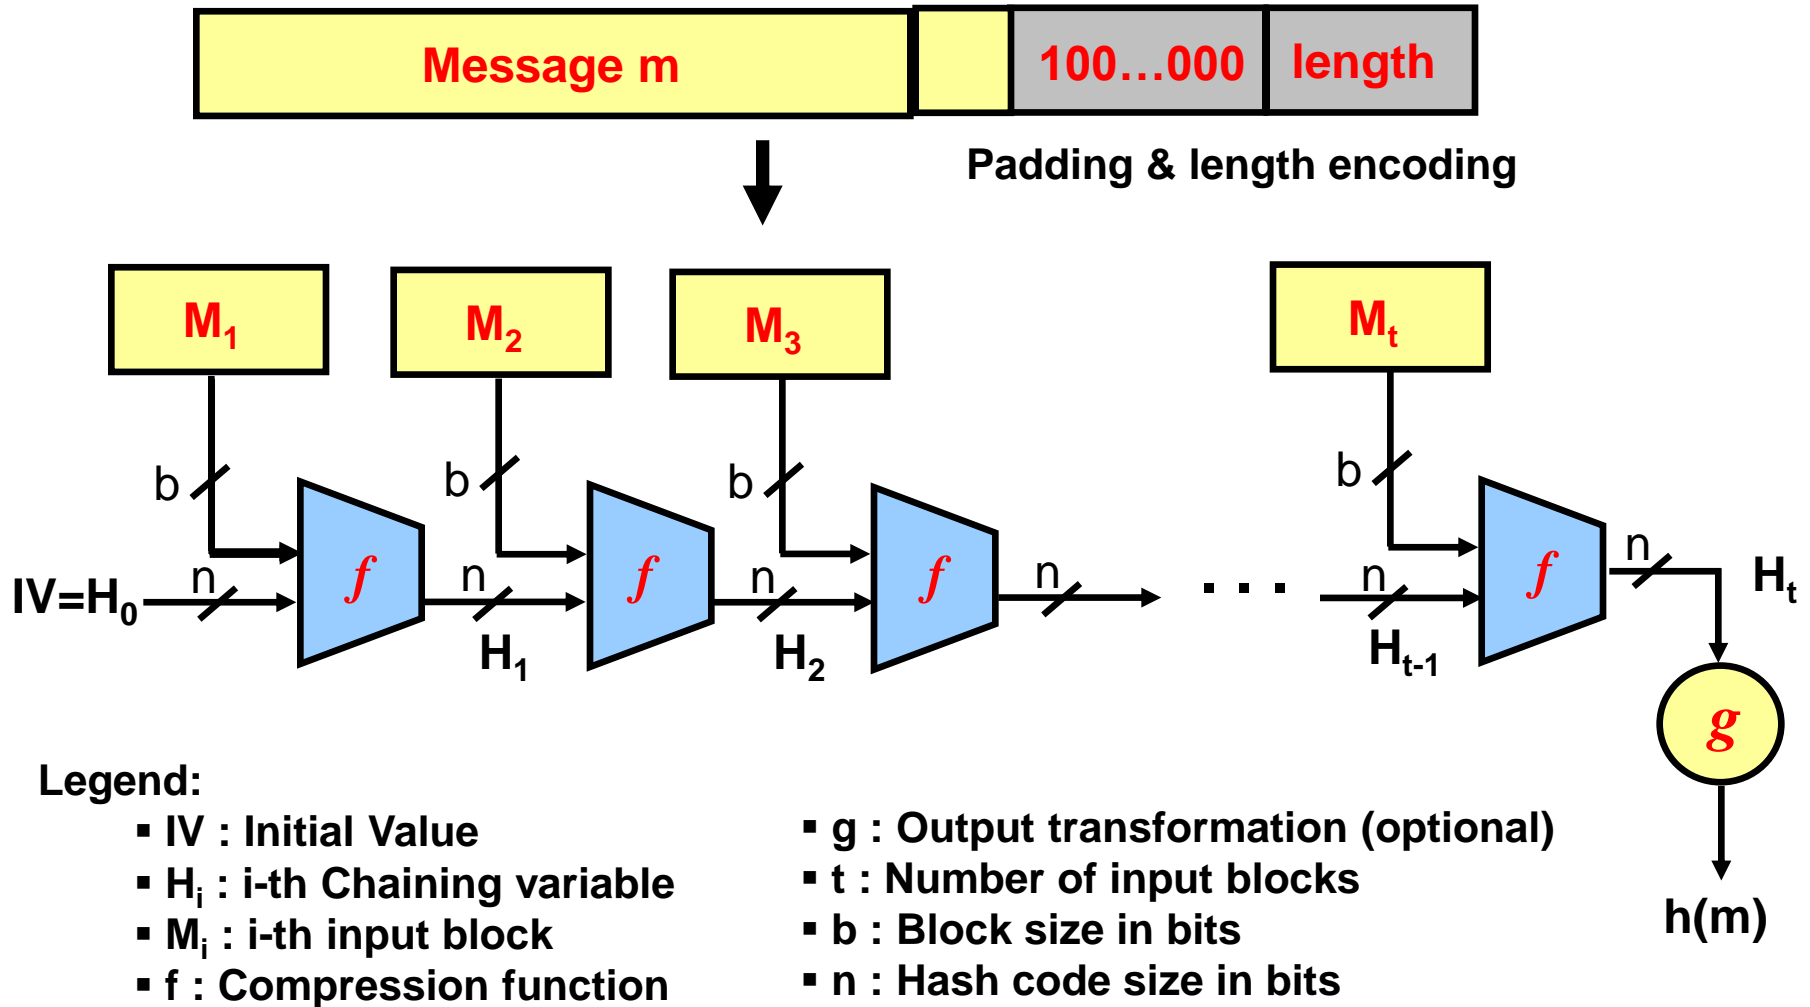 Message m
100…000
length
Padding & length encoding
M₁
M₂
M₃
Mₜ
b
b
b
b
f
f
f
f
IV=H₀
n
n
n
n
n
n
. . .
H₁
H₂
Hₜ₋₁
Hₜ
g
h(m)
Legend:
▪ IV : Initial Value
▪ Hᵢ : i-th Chaining variable
▪ Mᵢ : i-th input block
▪ f : Compression function
▪ g : Output transformation (optional)
▪ t : Number of input blocks
▪ b : Block size in bits
▪ n : Hash code size in bits